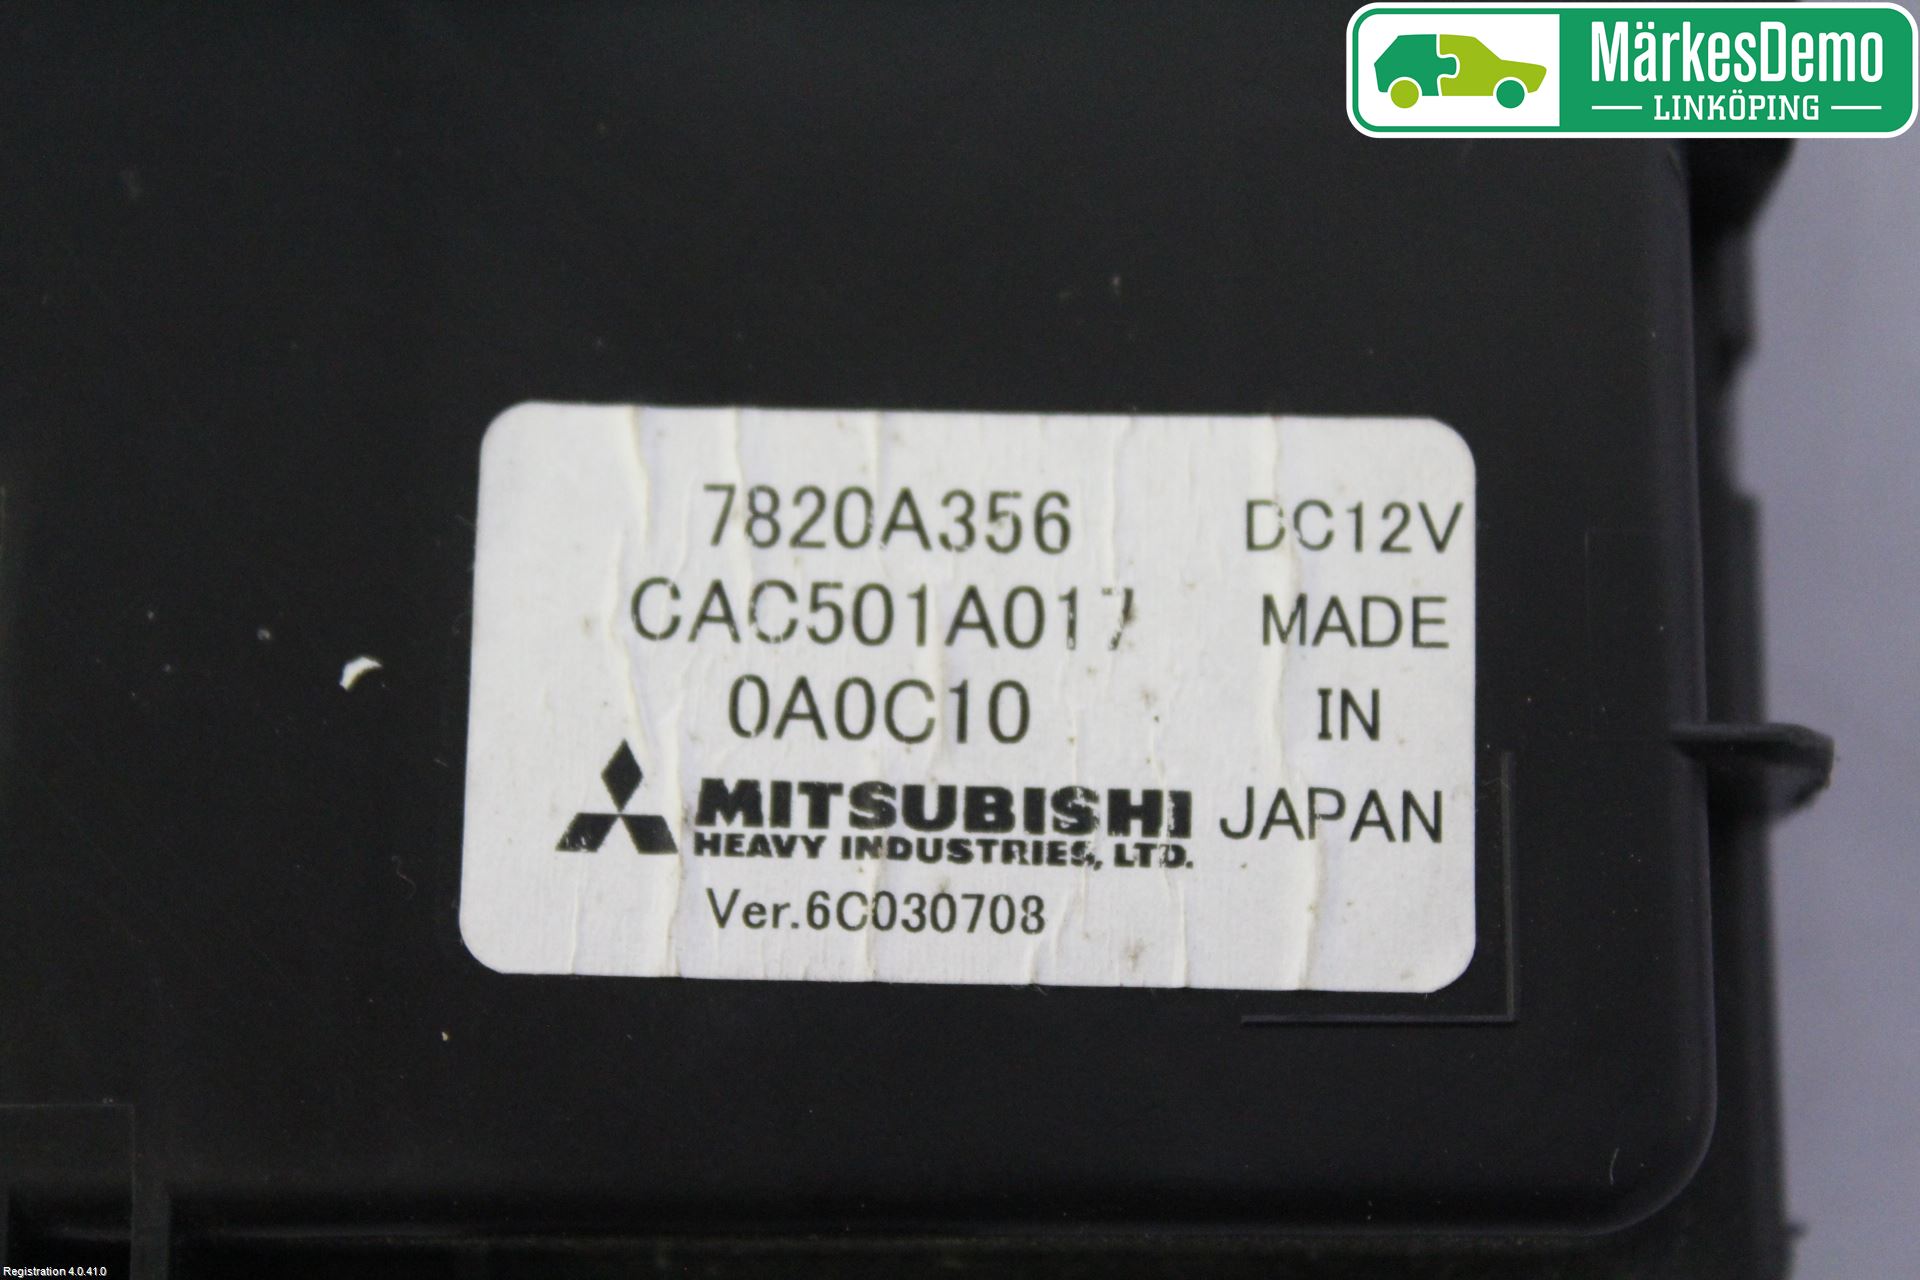 MärkesDemo
LINKÖPING
7820A356 DC12V
CAC501A017 MADE
0A0C10 IN
MITSUBISHI JAPAN
HEAVY INDUSTRIES, LTD.
Ver.6C030708
Registration 4.0.41.0